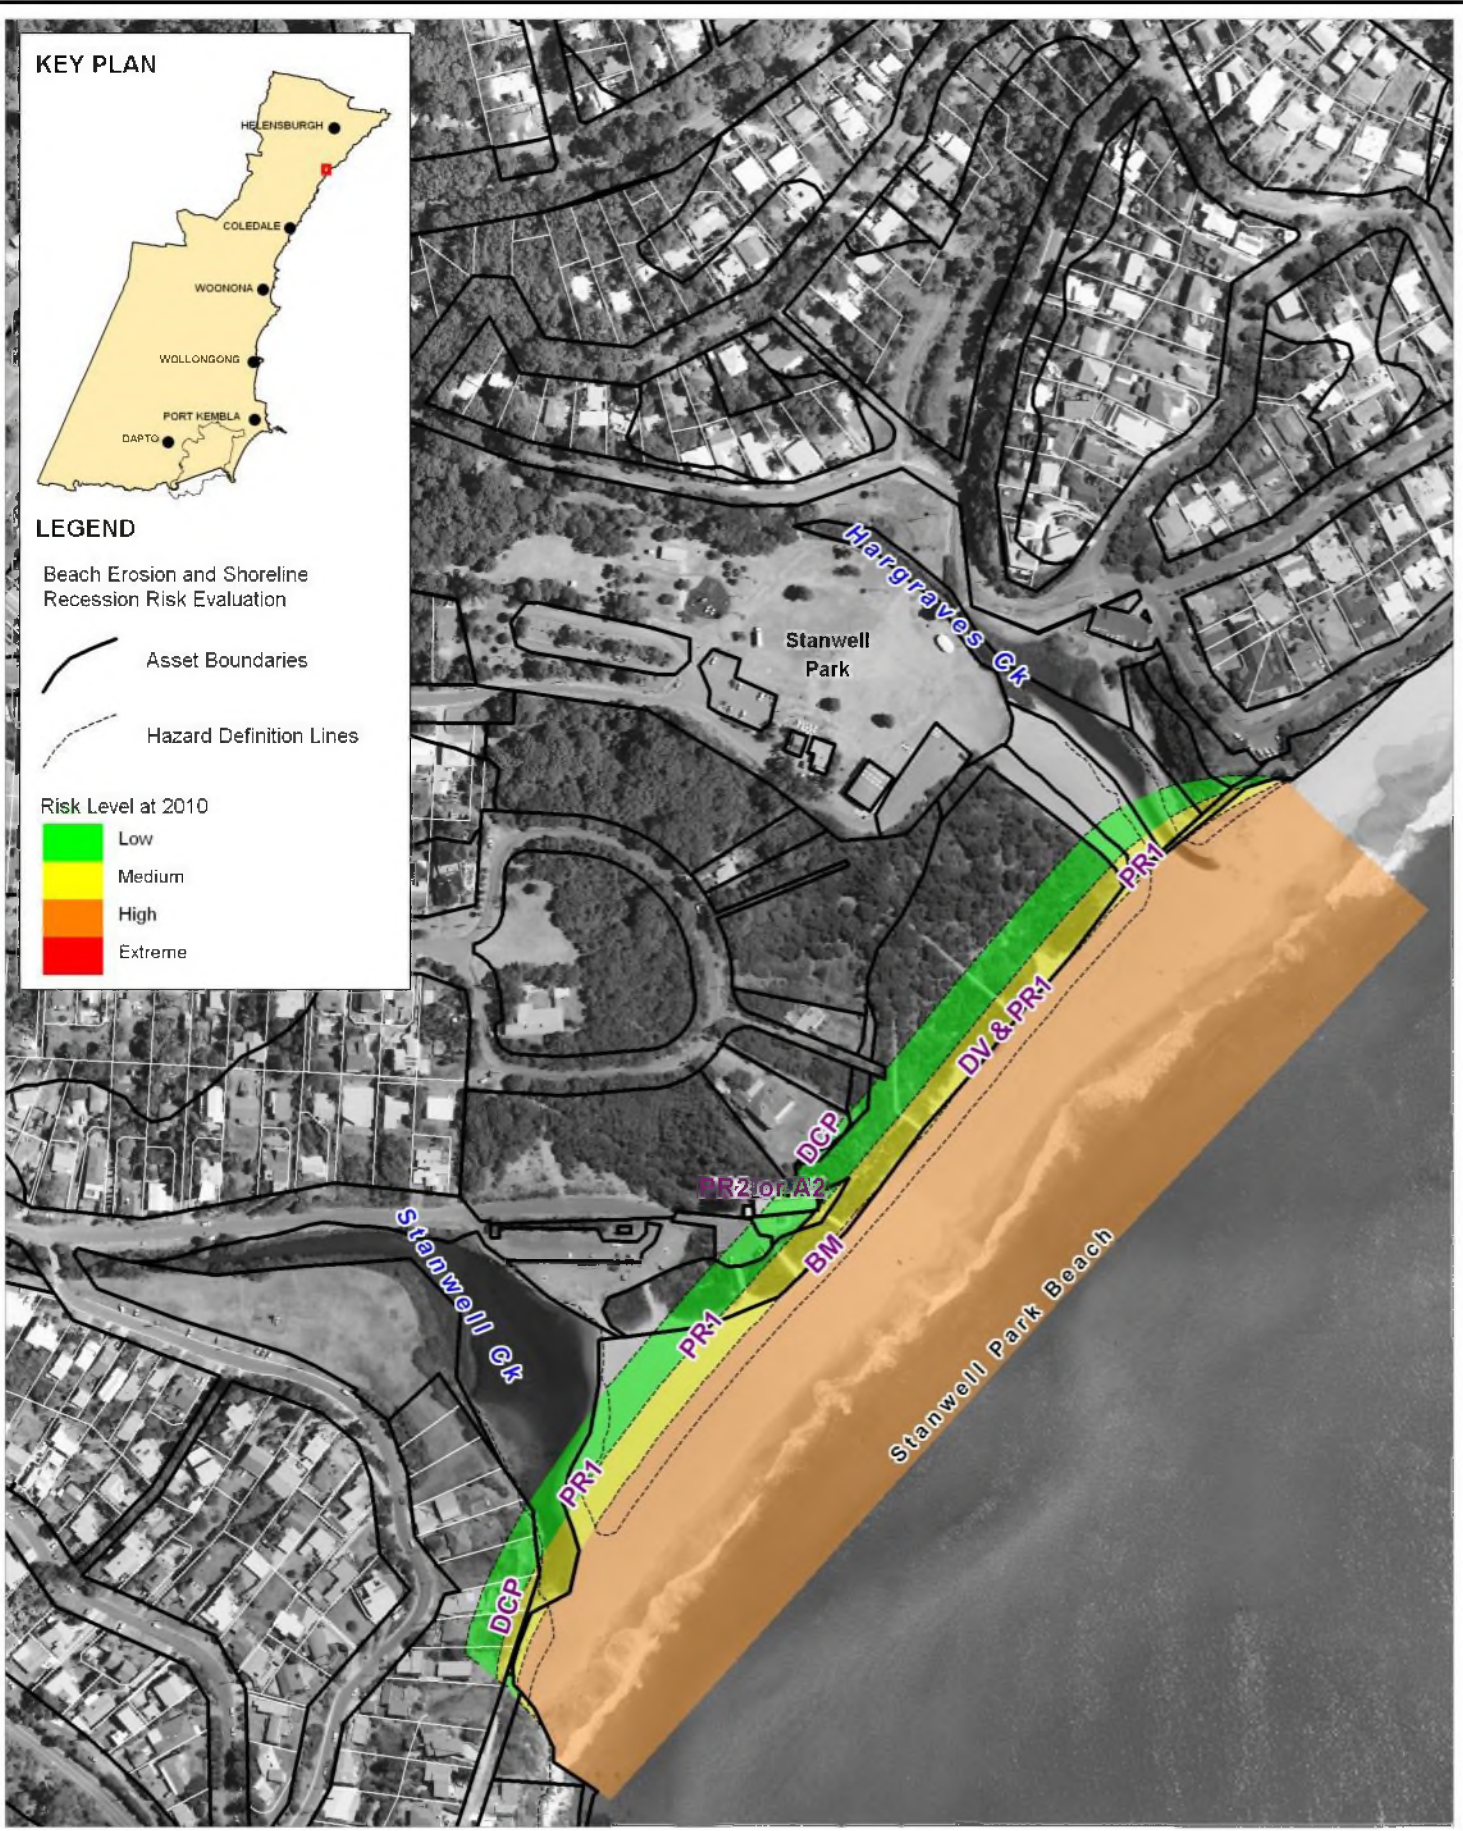 KEY PLAN
HELENSBURGH
COLEDALE
WOONONA
WOLLONGONG
PORT KEMBLA
DAPTO
LEGEND
Beach Erosion and Shoreline
Recession Risk Evaluation
Asset Boundaries
Hazard Definition Lines
Risk Level at 2010
Low
Medium
High
Extreme
Hargraves Ck
Stanwell
Park
PR1
DV & PR1
DCP
PR2 or A2
BM
Stanwell Ck
PR1
PR1
DCP
Stanwell Park Beach